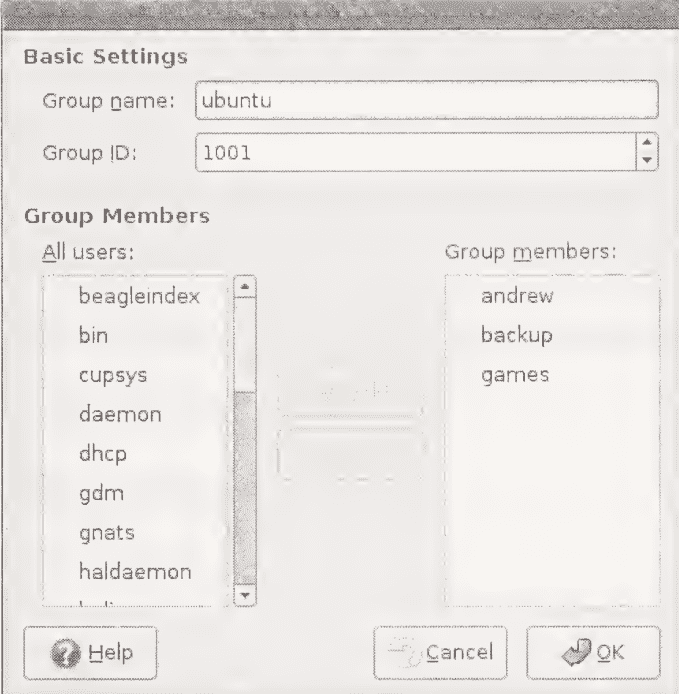 Basic Settings
Group name: ubuntu
Group ID: 1001
Group Members
All users:
beagleindex
bin
cupsys
daemon
dhcp
gdm
gnats
haldaemon
Group members:
andrew
backup
games
Help
Cancel
OK